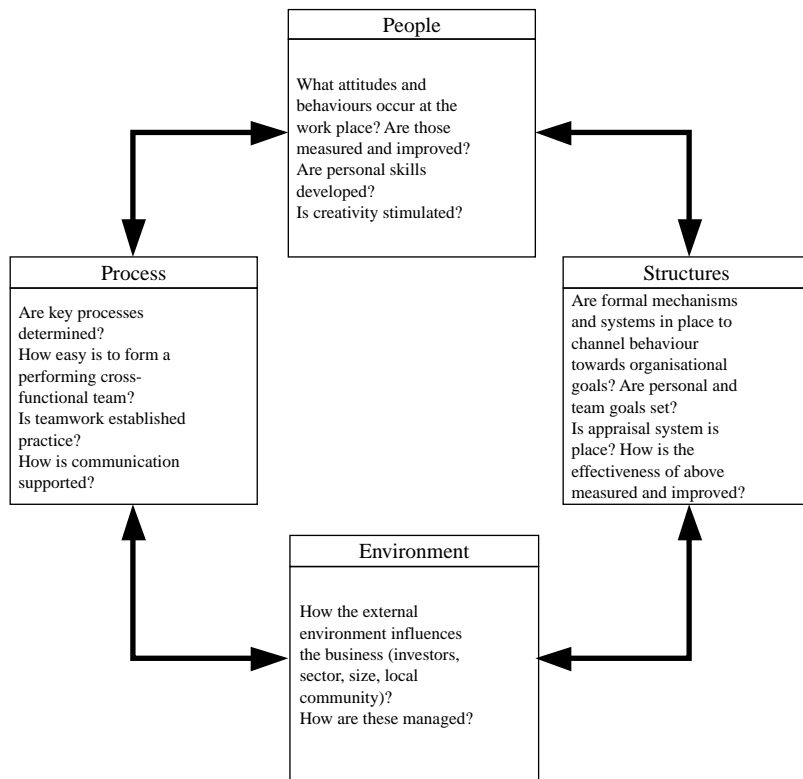 People
What attitudes and
behaviours occur at the
work place? Are those
measured and improved?
Are personal skills
developed?
Is creativity stimulated?
Process
Are key processes
determined?
How easy is to form a
performing cross-
functional team?
Is teamwork established
practice?
How is communication
supported?
Structures
Are formal mechanisms
and systems in place to
channel behaviour
towards organisational
goals? Are personal and
team goals set?
Is appraisal system is
place? How is the
effectiveness of above
measured and improved?
Environment
How the external
environment influences
the business (investors,
sector, size, local
community)?
How are these managed?